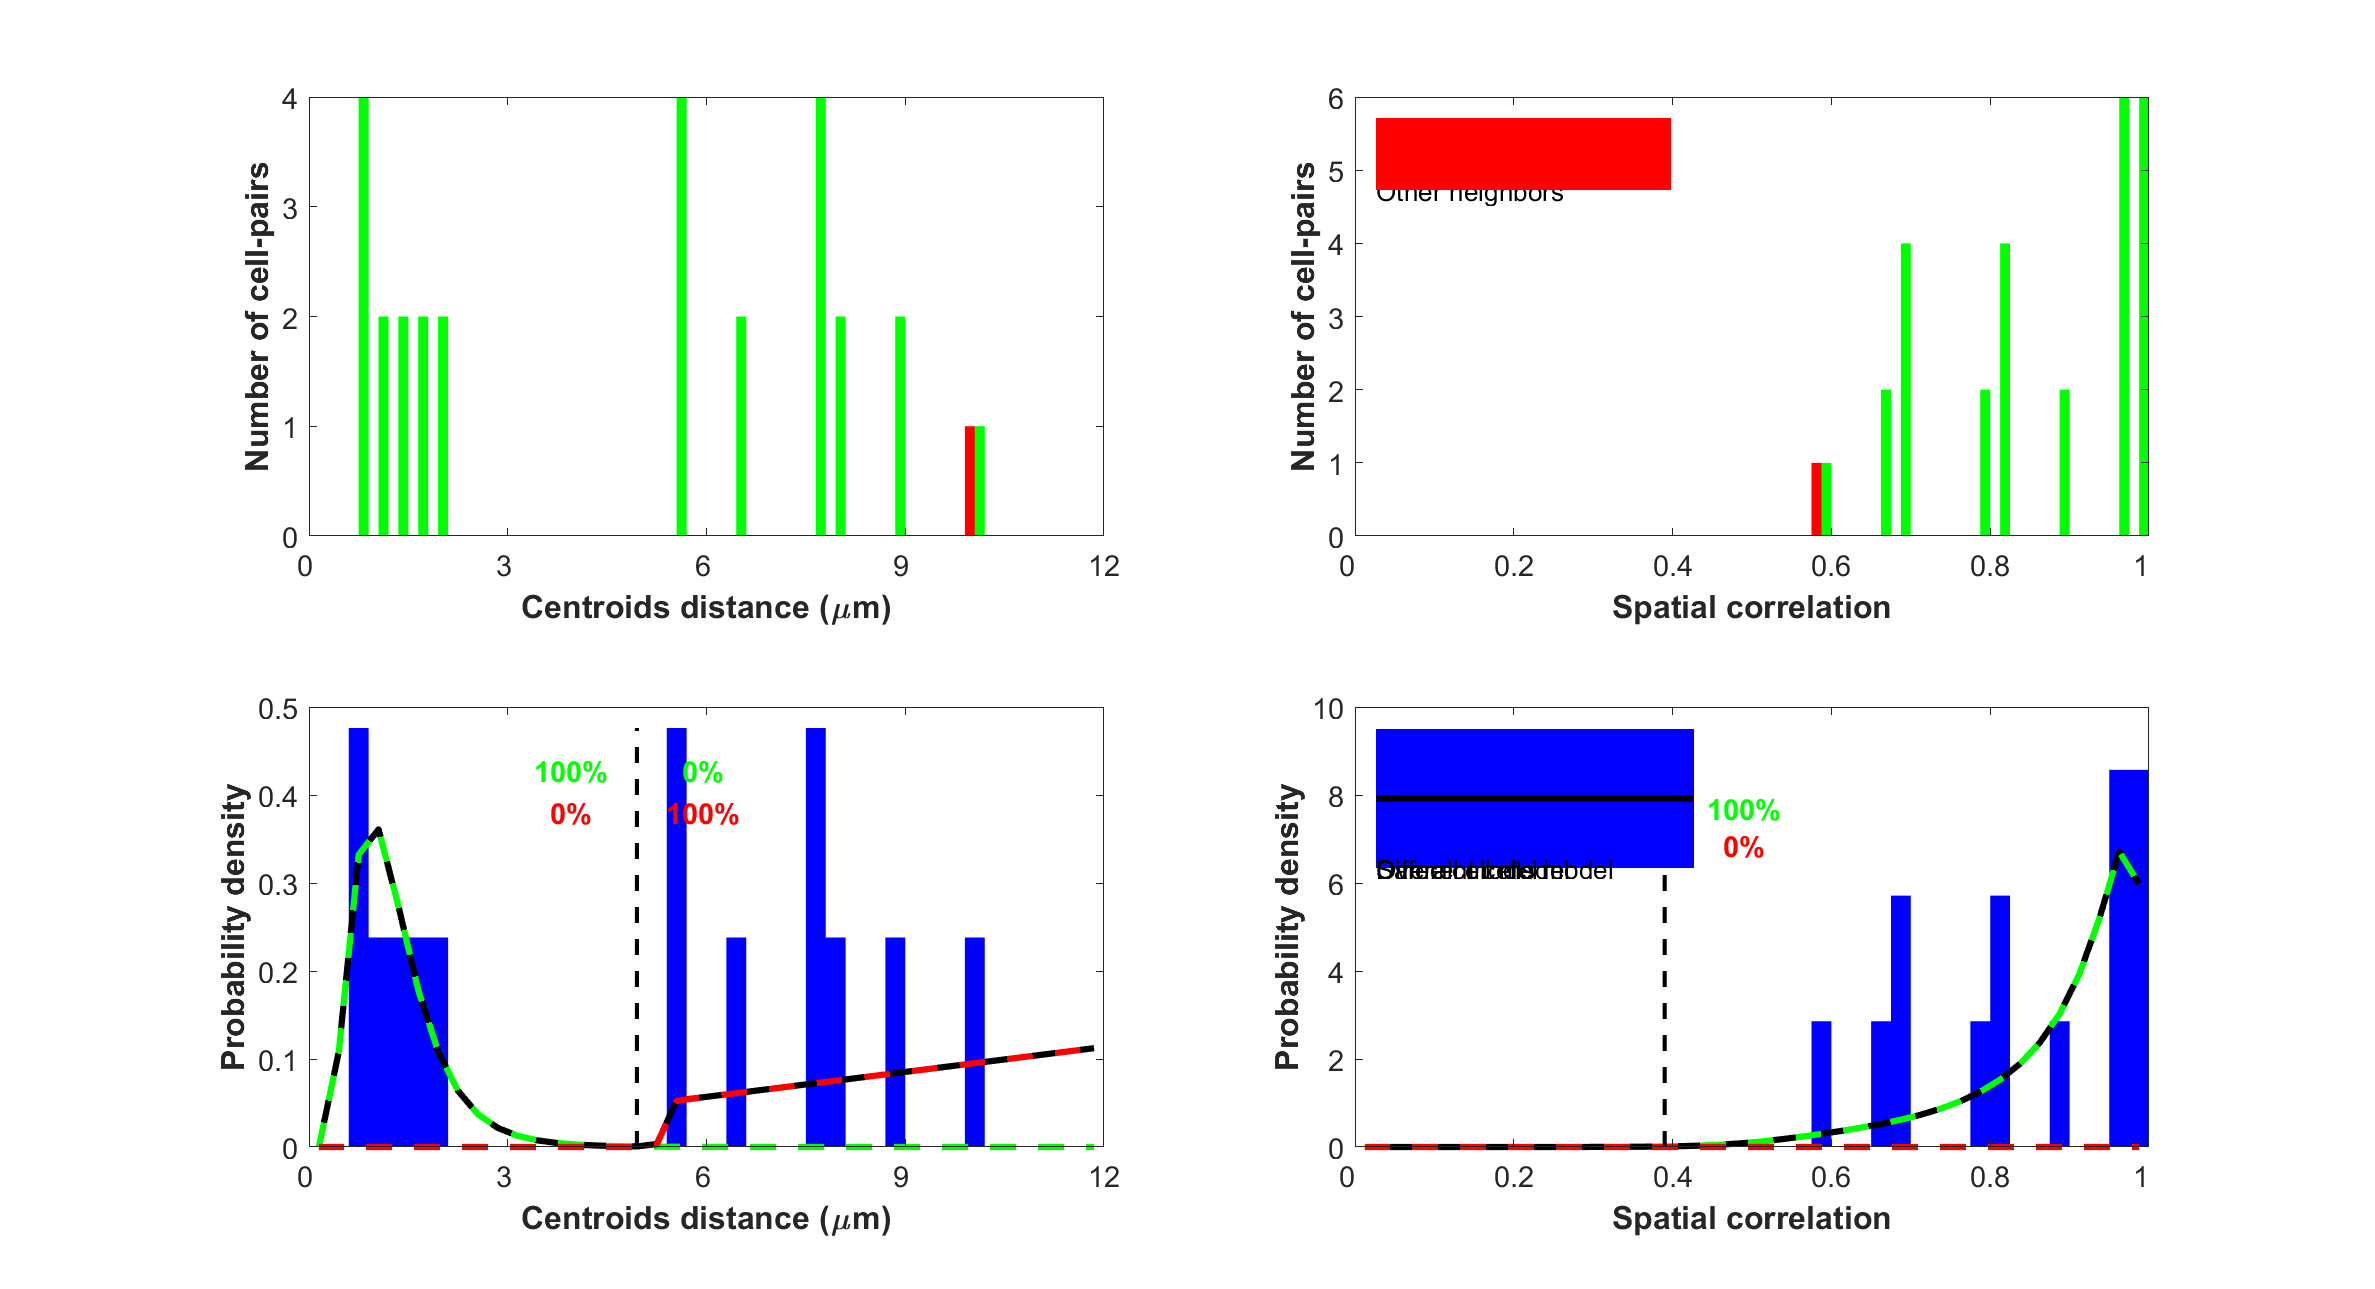 4
3
2
1
0
0 3 6 9 12
Number of cell-pairs
Centroids distance (μm)
6
5
4
3
2
1
0
0 0.2 0.4 0.6 0.8 1
Number of cell-pairs
Spatial correlation
Other neighbors
0.5
0.4
0.3
0.2
0.1
0
0 3 6 9 12
Probability density
Centroids distance (μm)
100% 0%
0% 100%
10
8
6
4
2
0
0 0.2 0.4 0.6 0.8 1
Probability density
Spatial correlation
100%
0%